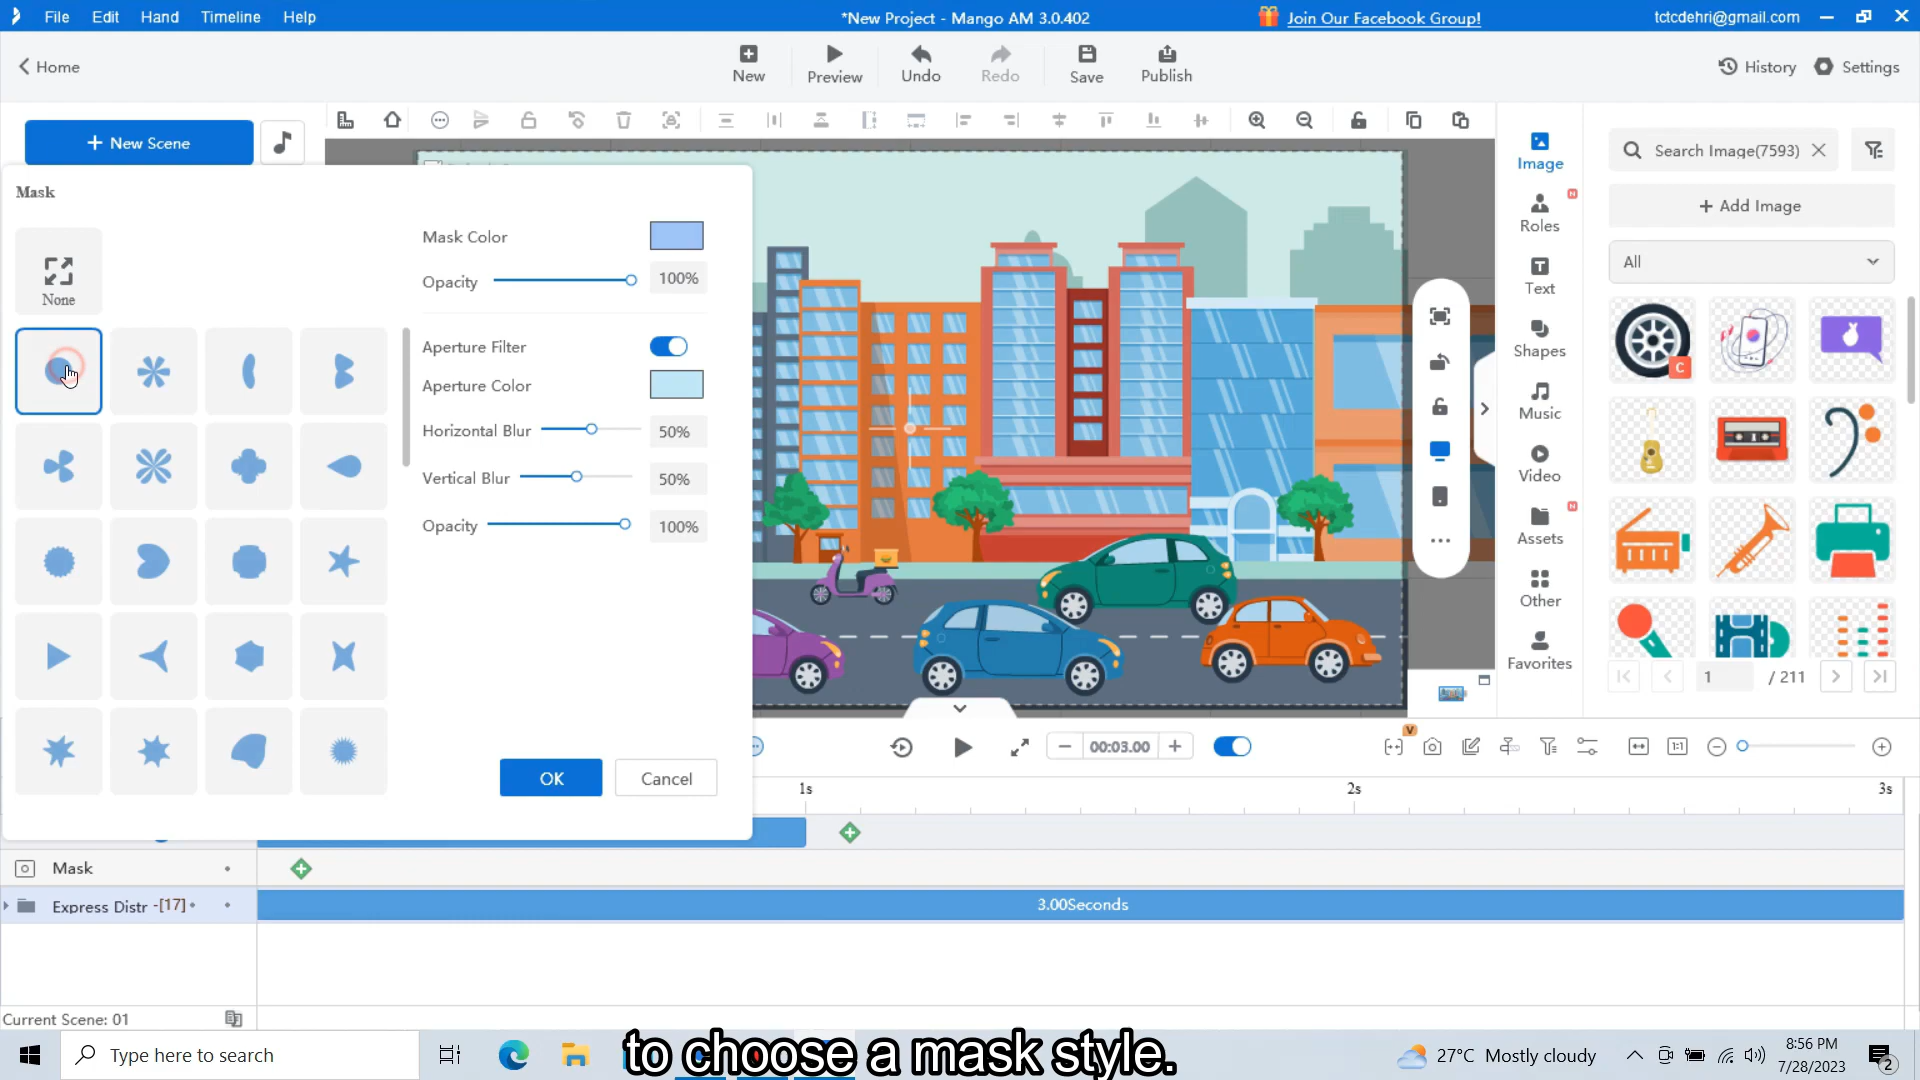 File Edit Hand Timeline Help
*New Project - Mango AM 3.0.402
Join Our Facebook Group!
tctcdehri@gmail.com
Home
New
Preview
Undo
Redo
Save
Publish
History
Settings
+ New Scene
Mask
None
Mask Color
Opacity
100%
Aperture Filter
Aperture Color
Horizontal Blur
50%
Vertical Blur
50%
Opacity
100%
OK
Cancel
Image
Roles
N
Text
Shapes
Music
Video
Assets
N
Other
Favorites
Search Image(7593)
+ Add Image
All
C
1 / 211
00:03.00
V
1:1
1s
2s
3s
Mask
Express Distr -[17]
3.00Seconds
Current Scene: 01
to choose a mask style.
Type here to search
27°C Mostly cloudy
8:56 PM
7/28/2023
2